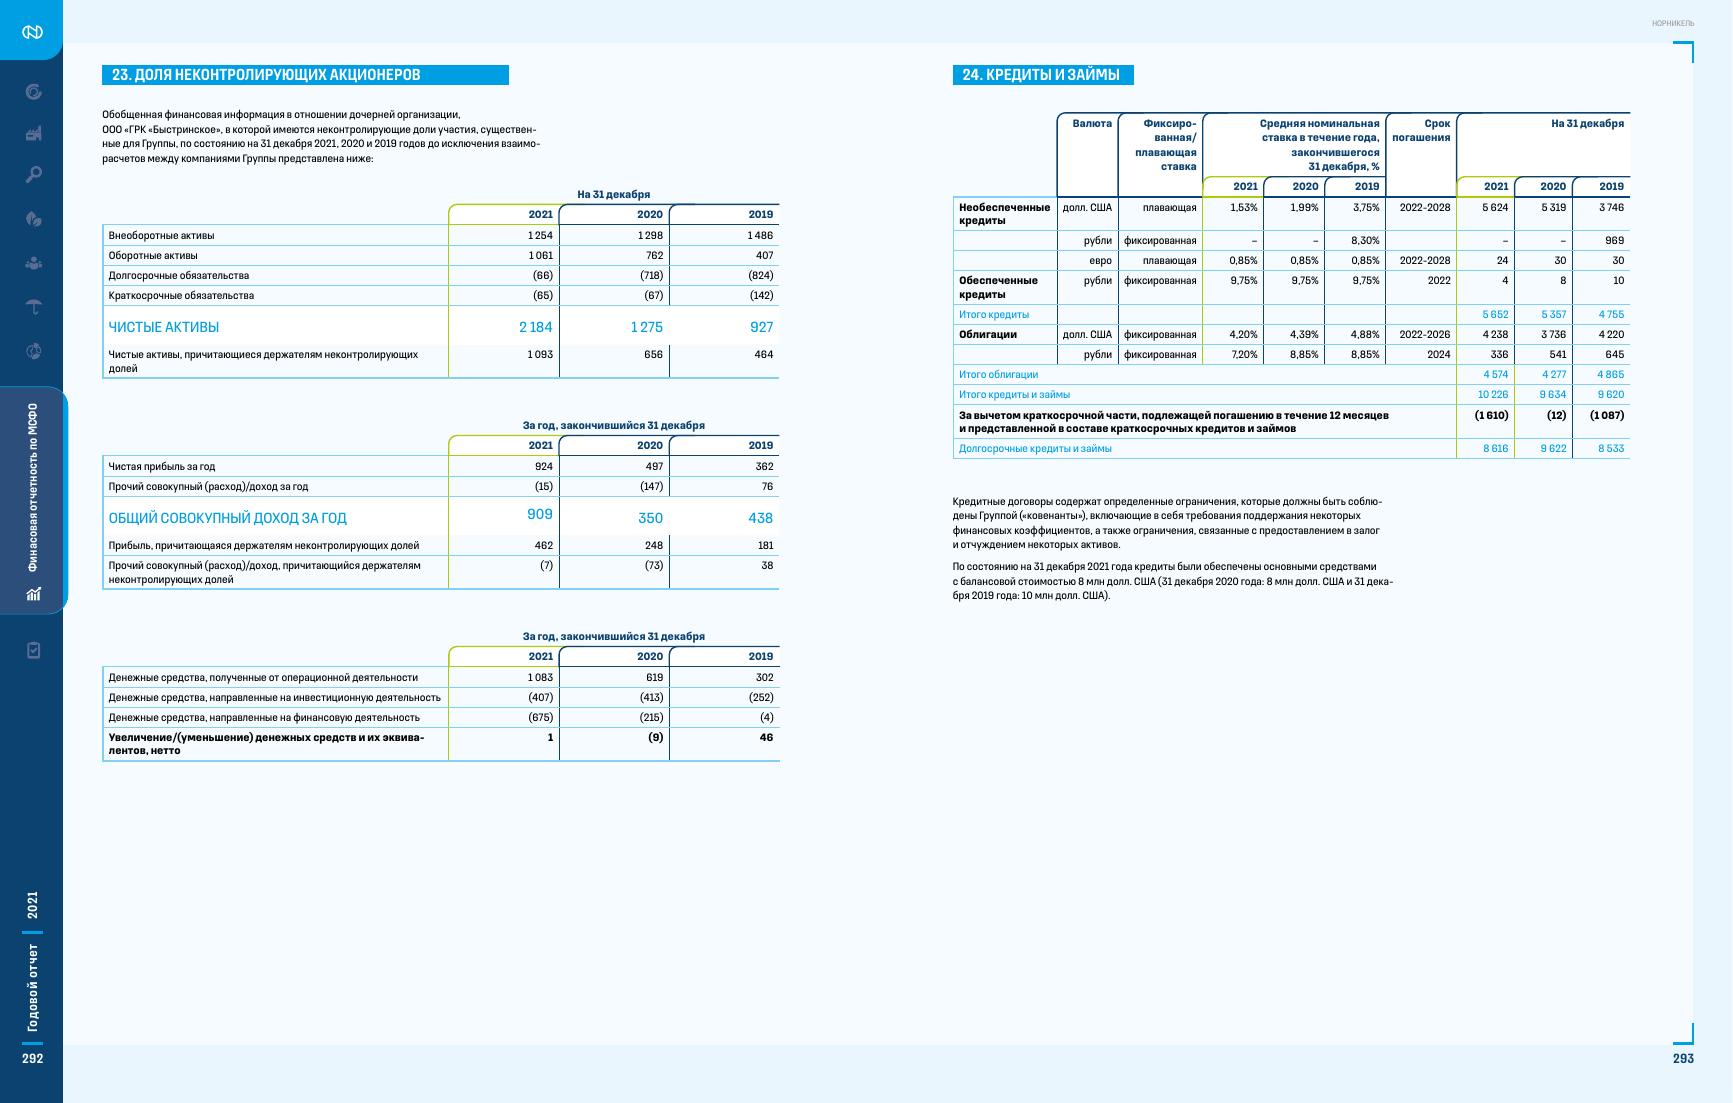 НОРНИКЕЛЬ
23. ДОЛЯ НЕКОНТРОЛИРУЮЩИХ АКЦИОНЕРОВ
Обобщенная финансовая информация в отношении дочерней организации,
ООО «ГРК «Быстринское», в которой имеются неконтролирующие доли участия, существен-
ные для Группы, по состоянию на 31 декабря 2021, 2020 и 2019 годов до исключения взаимо-
расчетов между компаниями Группы представлена ниже:
На 31 декабря
2021 2020 2019
Внеоборотные активы 1 254 1 298 1 486
Оборотные активы 1 061 762 407
Долгосрочные обязательства (66) (718) (824)
Краткосрочные обязательства (65) (67) (142)
ЧИСТЫЕ АКТИВЫ 2 184 1 275 927
Чистые активы, причитающиеся держателям неконтролирующих 1 093 656 464
долей
За год, закончившийся 31 декабря
2021 2020 2019
Чистая прибыль за год 924 497 362
Прочий совокупный (расход)/доход за год (15) (147) 76
ОБЩИЙ СОВОКУПНЫЙ ДОХОД ЗА ГОД 909 350 438
Прибыль, причитающаяся держателям неконтролирующих долей 462 248 181
Прочий совокупный (расход)/доход, причитающийся держателям (7) (73) 38
неконтролирующих долей
За год, закончившийся 31 декабря
2021 2020 2019
Денежные средства, полученные от операционной деятельности 1 083 619 302
Денежные средства, направленные на инвестиционную деятельность (407) (413) (252)
Денежные средства, направленные на финансовую деятельность (675) (215) (4)
Увеличение/(уменьшение) денежных средств и их эквива- 1 (9) 46
лентов, нетто
24. КРЕДИТЫ И ЗАЙМЫ
Валюта Фиксиро- Средняя номинальная Срок На 31 декабря
ванная/ ставка в течение года, погашения
плавающая закончившегося
ставка 31 декабря, %
2021 2020 2019 2021 2020 2019
Необеспеченные долл. США плавающая 1,53% 1,99% 3,75% 2022-2028 5 624 5 319 3 746
кредиты
рубли фиксированная – – 8,30% – – 969
евро плавающая 0,85% 0,85% 0,85% 2022-2028 24 30 30
Обеспеченные рубли фиксированная 9,75% 9,75% 9,75% 2022 4 8 10
кредиты
Итого кредиты 5 652 5 357 4 755
Облигации долл. США фиксированная 4,20% 4,39% 4,88% 2022-2026 4 238 3 736 4 220
рубли фиксированная 7,20% 8,85% 8,85% 2024 336 541 645
Итого облигации 4 574 4 277 4 865
Итого кредиты и займы 10 226 9 634 9 620
За вычетом краткосрочной части, подлежащей погашению в течение 12 месяцев (1 610) (12) (1 087)
и представленной в составе краткосрочных кредитов и займов
Долгосрочные кредиты и займы 8 616 9 622 8 533
Кредитные договоры содержат определенные ограничения, которые должны быть соблю-
дены Группой («ковенанты»), включающие в себя требования поддержания некоторых
финансовых коэффициентов, а также ограничения, связанные с предоставлением в залог
и отчуждением некоторых активов.
По состоянию на 31 декабря 2021 года кредиты были обеспечены основными средствами
с балансовой стоимостью 8 млн долл. США (31 декабря 2020 года: 8 млн долл. США и 31 дека-
бря 2019 года: 10 млн долл. США).
Финасовая отчетность по МСФО
Годовой отчет 2021
292
293